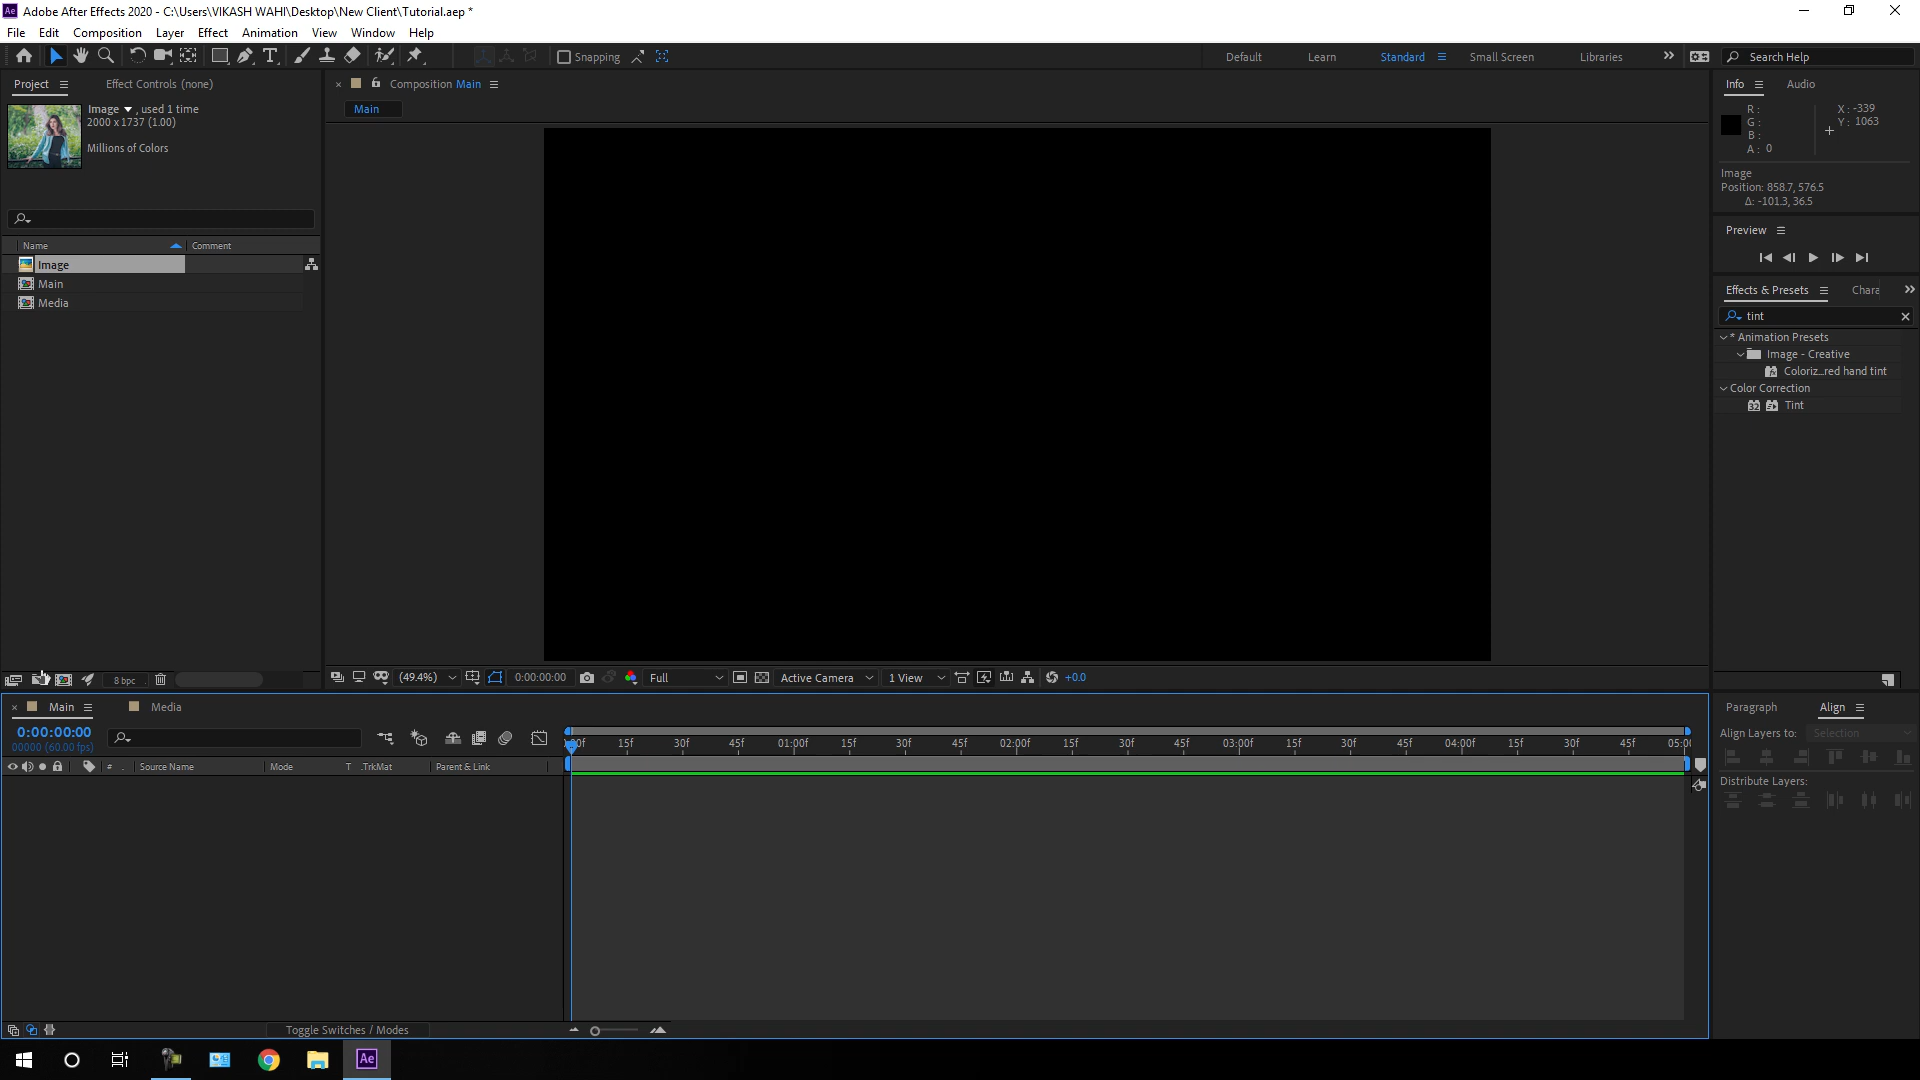 Ae Adobe After Effects 2020 - C:\Users\VIKASH WAHI\Desktop\New Client\Tutorial.aep *
File Edit Composition Layer Effect Animation View Window Help
Snapping Default Learn Standard Small Screen Libraries Search Help
Project Effect Controls (none) Composition Main Info Audio
Image , used 1 time
2000 x 1737 (1.00)
Millions of Colors
Main
R: X: -339
G: Y: 1063
B:
A: 0
Image
Position: 858.7, 576.5
Δ: -101.3, 36.5
Preview
Name Comment
Image
Main
Media
Effects & Presets Chara
tint
* Animation Presets
Image - Creative
Coloriz...red hand tint
Color Correction
32 Tint
8 bpc (49.4%) 0:00:00:00 Full Active Camera 1 View +0.0
Main Media Paragraph Align
0:00:00:00
00000 (60.00 fps)
15f 30f 45f 01:00f 15f 30f 45f 02:00f 15f 30f 45f 03:00f 15f 30f 45f 04:00f 15f 30f 45f 05:0
Align Layers to: Selection
# Source Name Mode T .TrkMat Parent & Link
Distribute Layers:
Toggle Switches / Modes
Ae